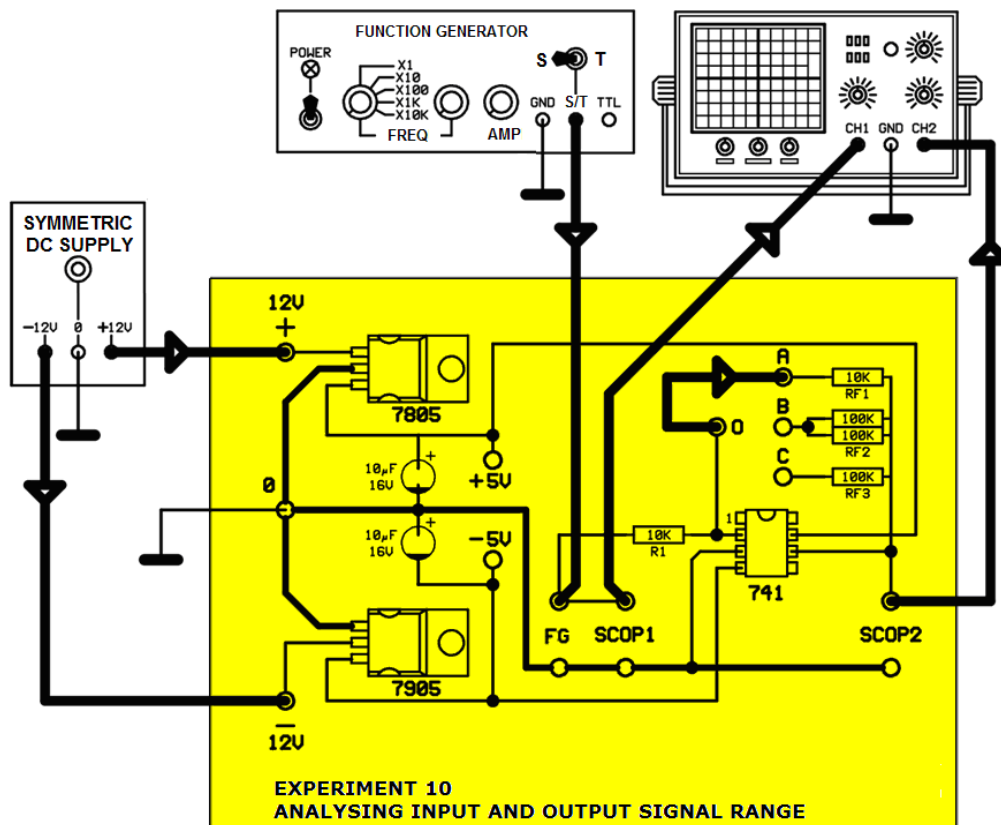 FUNCTION GENERATOR
POWER
X1
X10
X100
X1K
X10K
FREQ
AMP
S T
GND S/T TTL
CH1 GND CH2
SYMMETRIC
DC SUPPLY
-12V 0 +12V
12V
+
7805
10µF
16V
+
+5V
0
10µF
16V
+
-5V
7905
−
12V
A
10K
RF1
B
100K
100K
RF2
C
100K
RF3
O
10K
R1
1
741
FG SCOP1 SCOP2
EXPERIMENT 10
ANALYSING INPUT AND OUTPUT SIGNAL RANGE